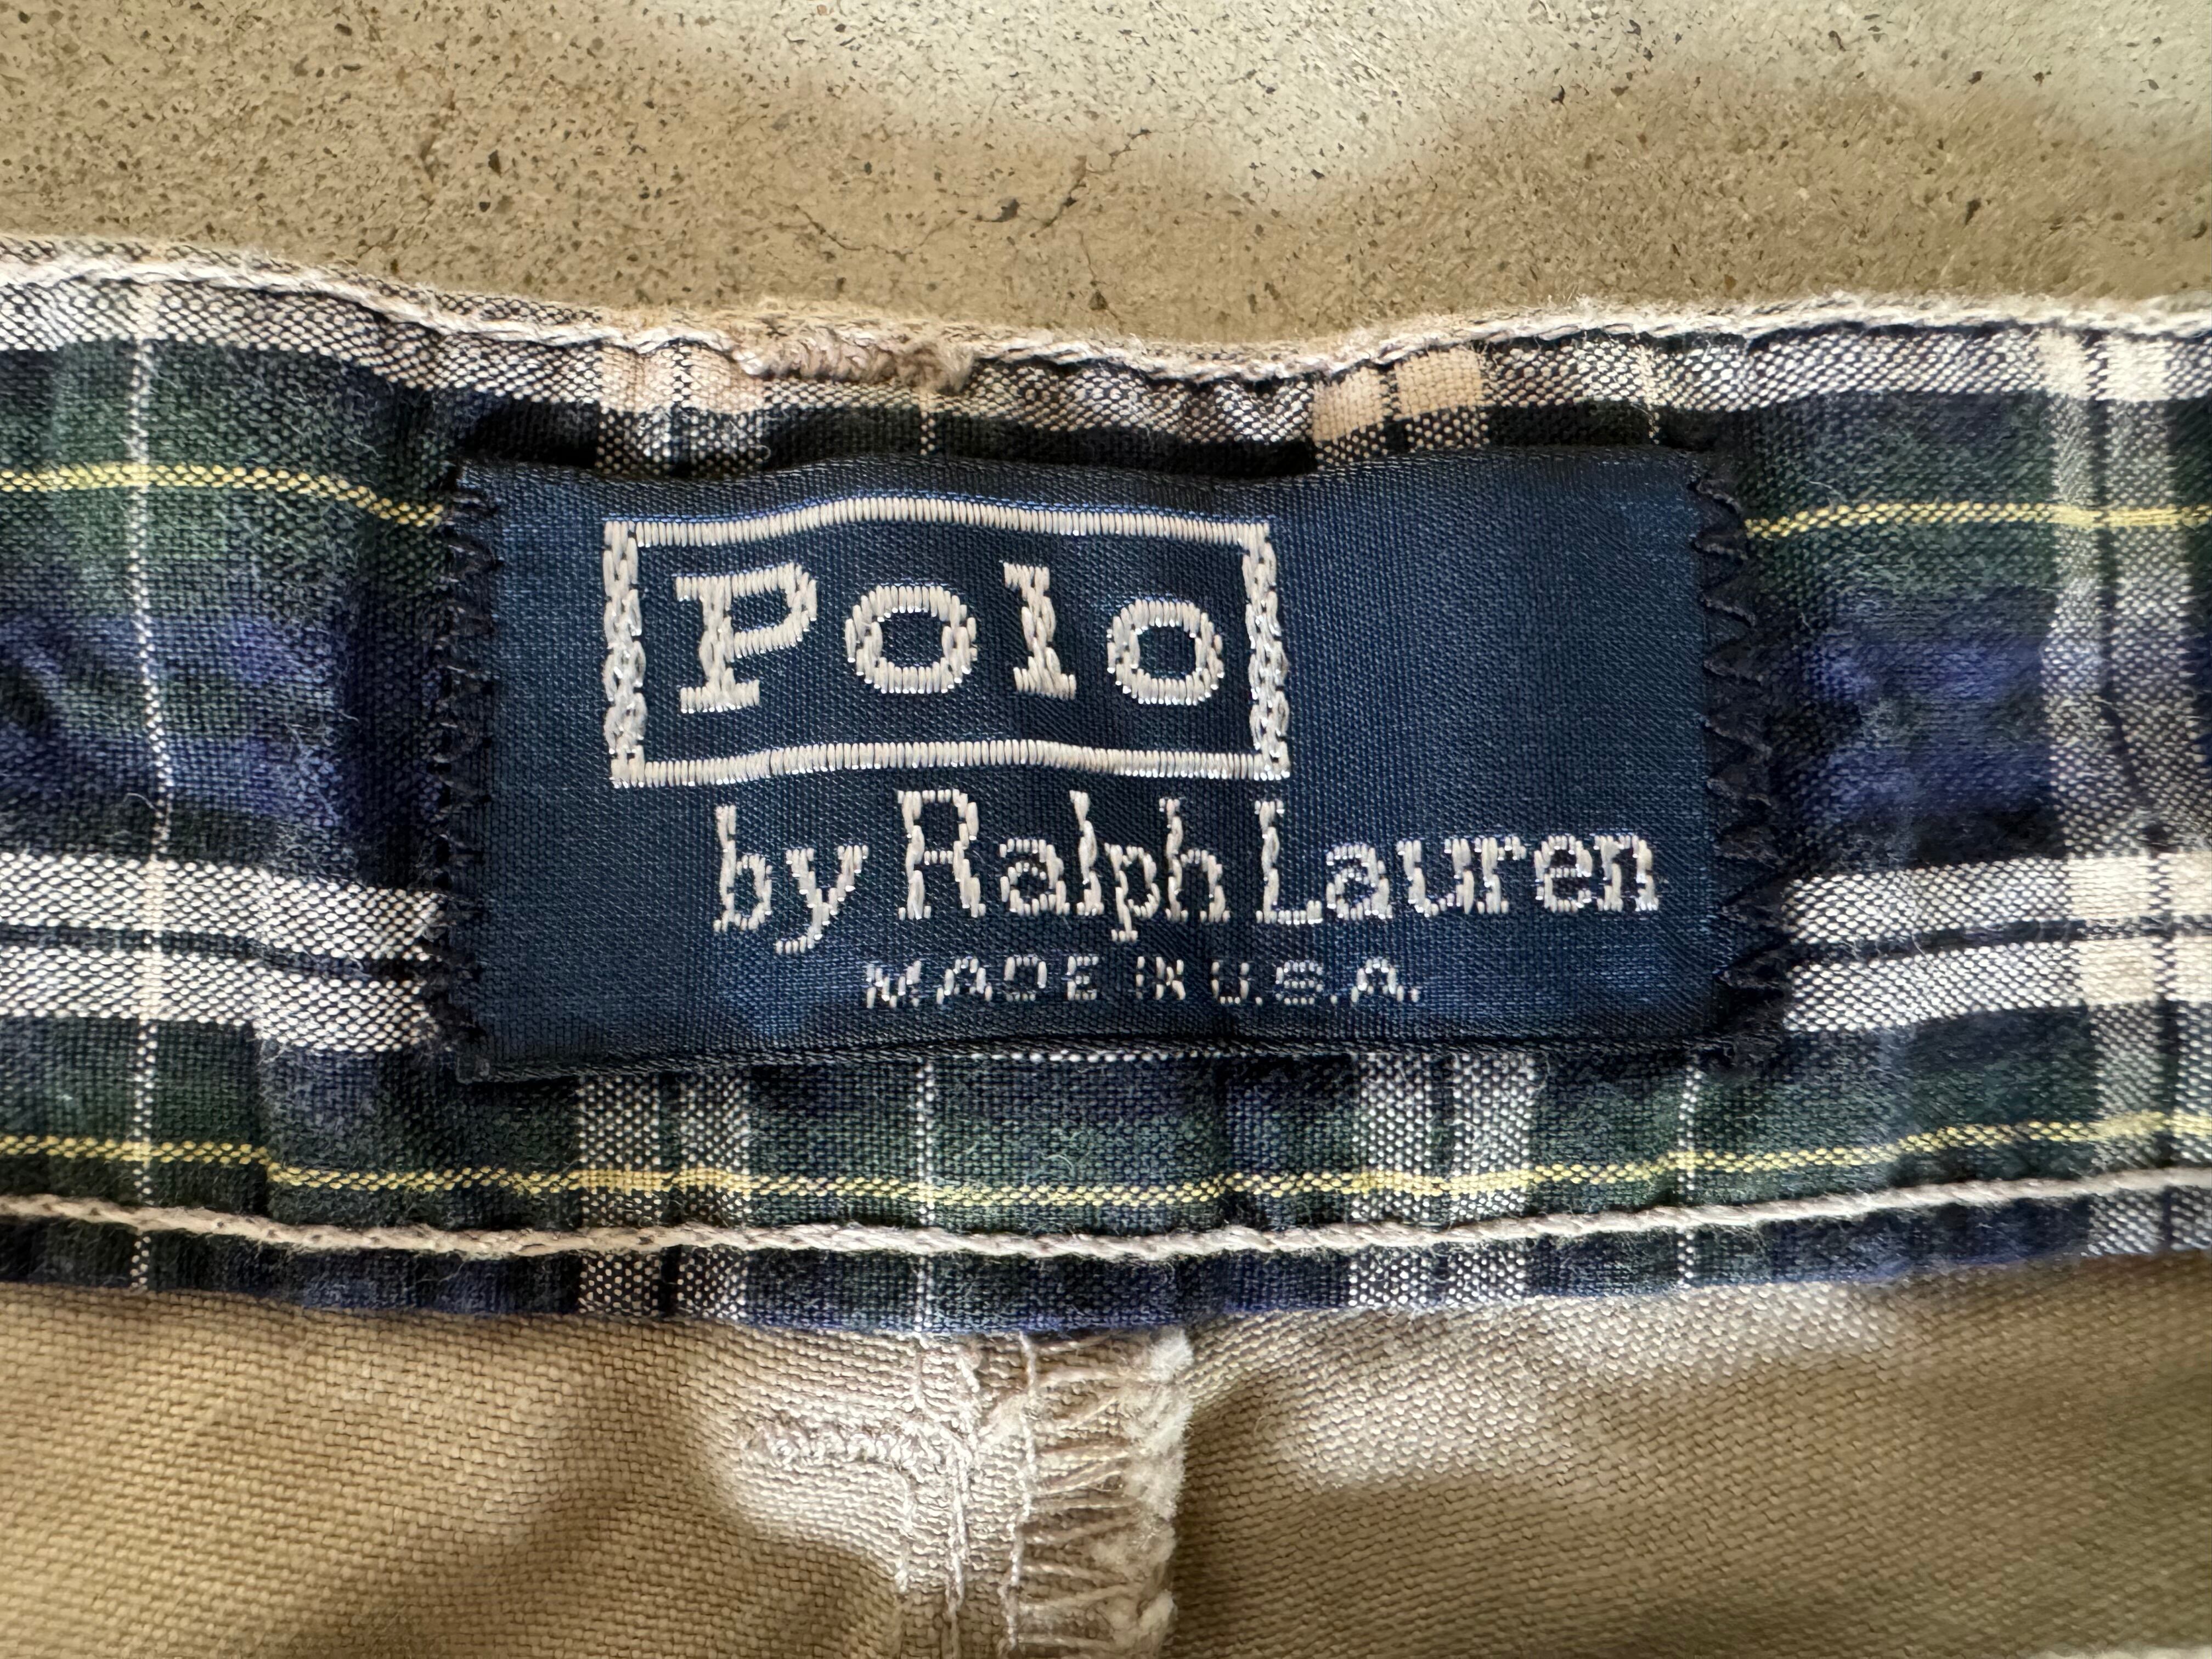 Polo
by Ralph Lauren
MADE IN U.S.A.